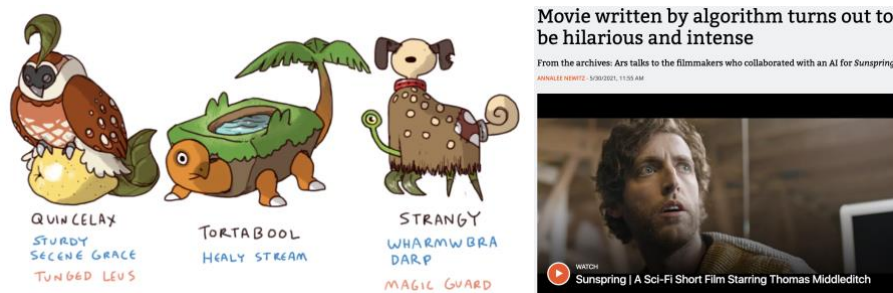 QUINCELAX
STURDY
SECENE GRACE
TUNGED LEUS
TORTABOOL
HEALY STREAM
STRANGY
WHARMWBRA
DARP
MAGIC GUARD
Movie written by algorithm turns out to
be hilarious and intense
From the archives: Ars talks to the filmmakers who collaborated with an AI for Sunspring
ANNALEE NEWITZ - 5/30/2021, 11:55 AM
WATCH
Sunspring | A Sci-Fi Short Film Starring Thomas Middleditch